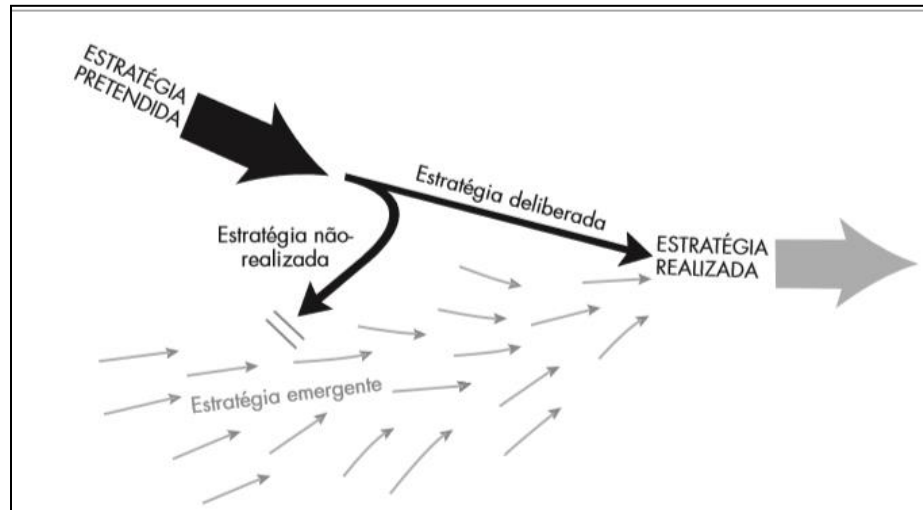 ESTRATÉGIA
PRETENDIDA
Estratégia deliberada
Estratégia não-
realizada
ESTRATÉGIA
REALIZADA
Estratégia emergente